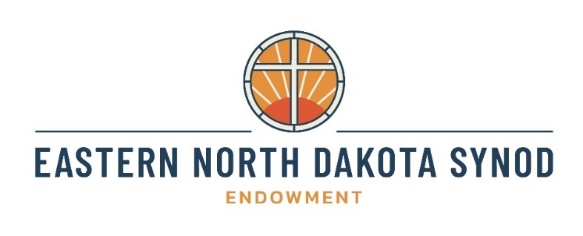 EASTERN NORTH DAKOTA SYNOD
ENDOWMENT